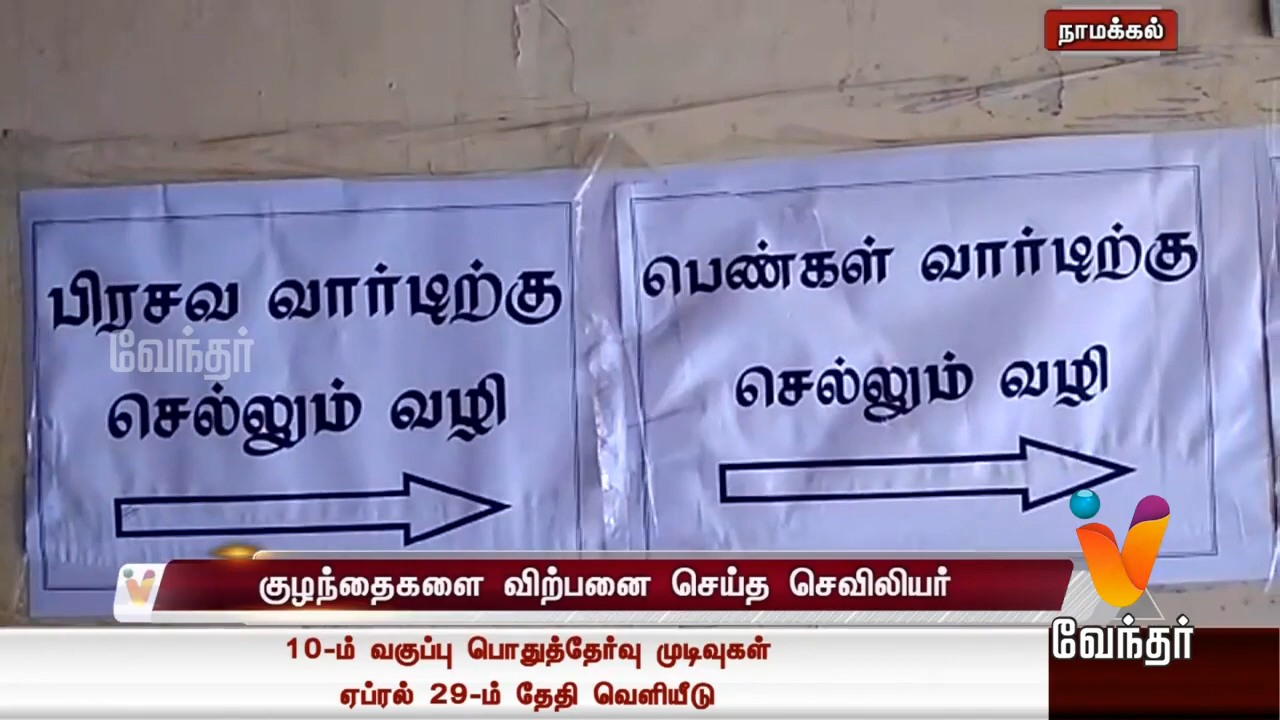 நாமக்கல்
பிரசவ வார்டிற்கு
செல்லும் வழி
பெண்கள் வார்டிற்கு
செல்லும் வழி
வேந்தர்
குழந்தைகளை விற்பனை செய்த செவிலியர்
10-ம் வகுப்பு பொதுத்தேர்வு முடிவுகள்
ஏப்ரல் 29-ம் தேதி வெளியீடு
வேந்தர்